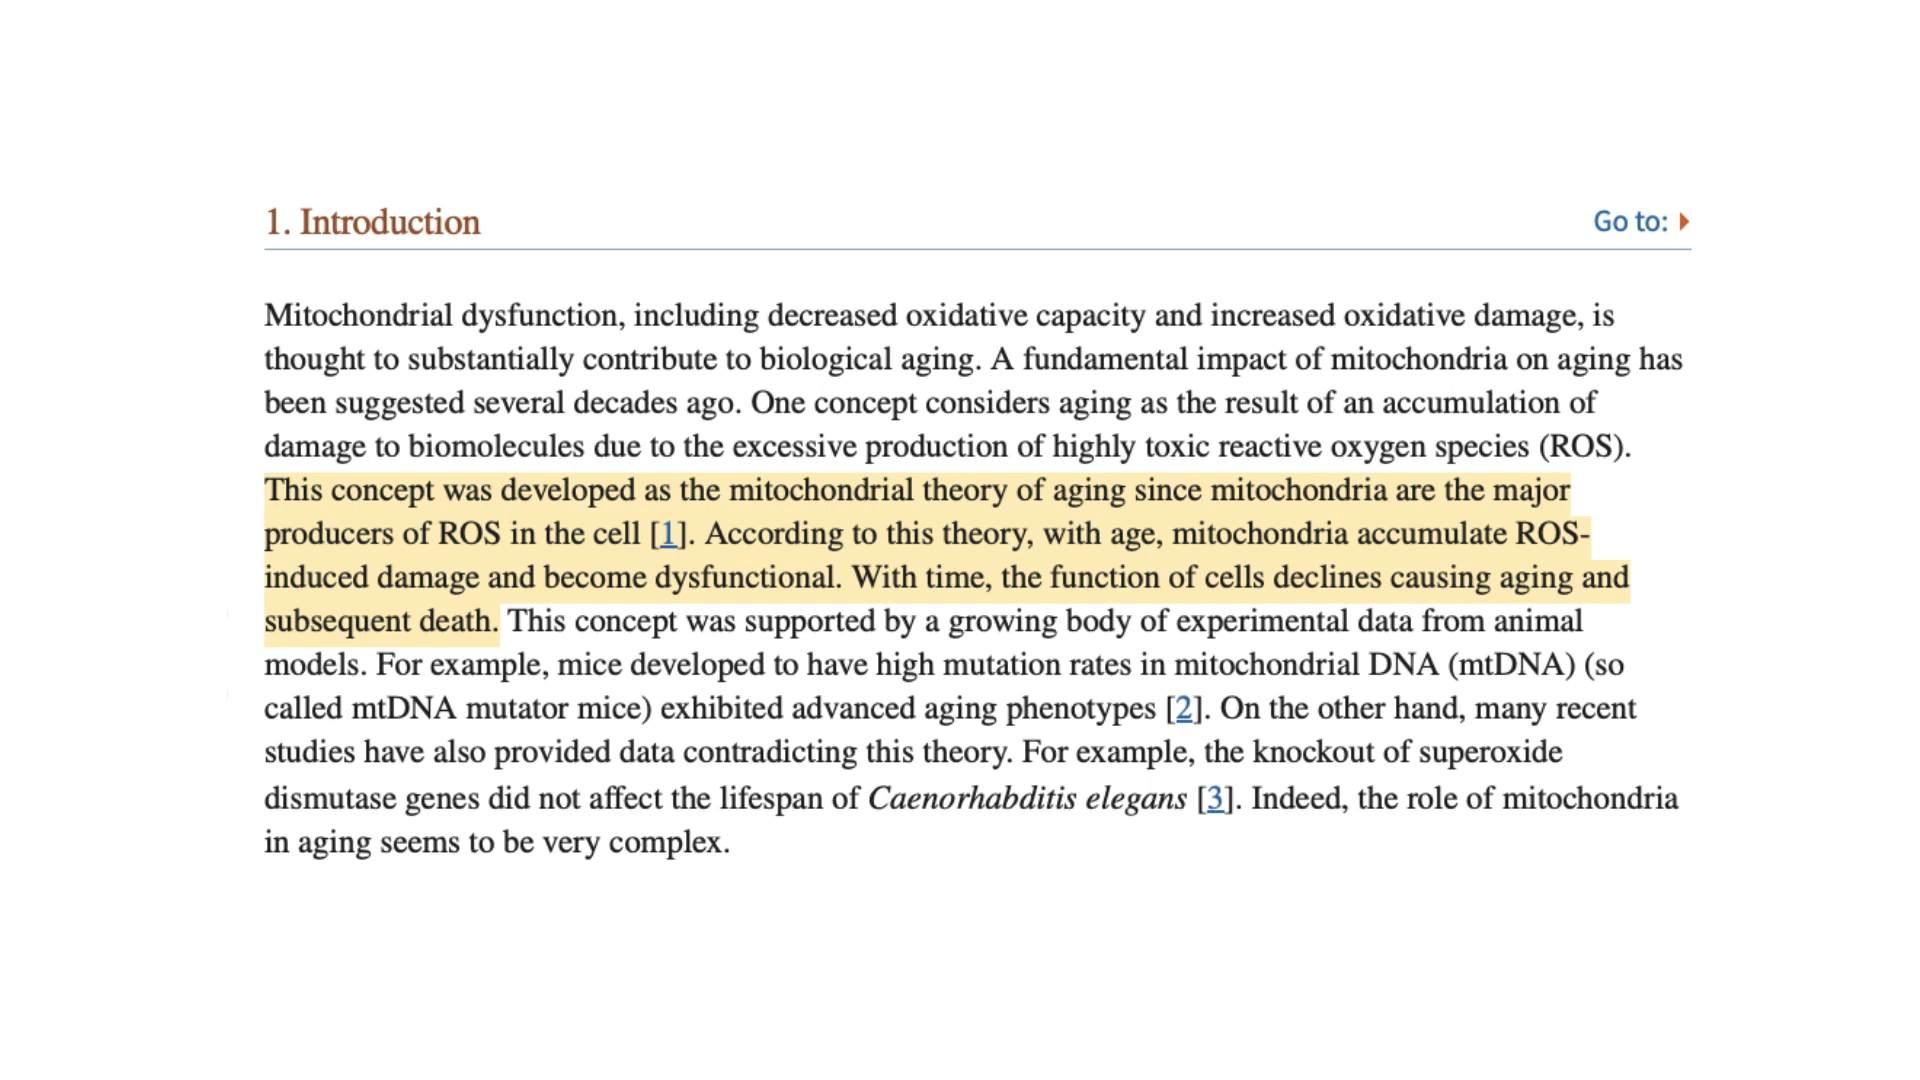 1. Introduction
Go to:
Mitochondrial dysfunction, including decreased oxidative capacity and increased oxidative damage, is
thought to substantially contribute to biological aging. A fundamental impact of mitochondria on aging has
been suggested several decades ago. One concept considers aging as the result of an accumulation of
damage to biomolecules due to the excessive production of highly toxic reactive oxygen species (ROS).
This concept was developed as the mitochondrial theory of aging since mitochondria are the major
producers of ROS in the cell [1]. According to this theory, with age, mitochondria accumulate ROS-
induced damage and become dysfunctional. With time, the function of cells declines causing aging and
subsequent death. This concept was supported by a growing body of experimental data from animal
models. For example, mice developed to have high mutation rates in mitochondrial DNA (mtDNA) (so
called mtDNA mutator mice) exhibited advanced aging phenotypes [2]. On the other hand, many recent
studies have also provided data contradicting this theory. For example, the knockout of superoxide
dismutase genes did not affect the lifespan of Caenorhabditis elegans [3]. Indeed, the role of mitochondria
in aging seems to be very complex.